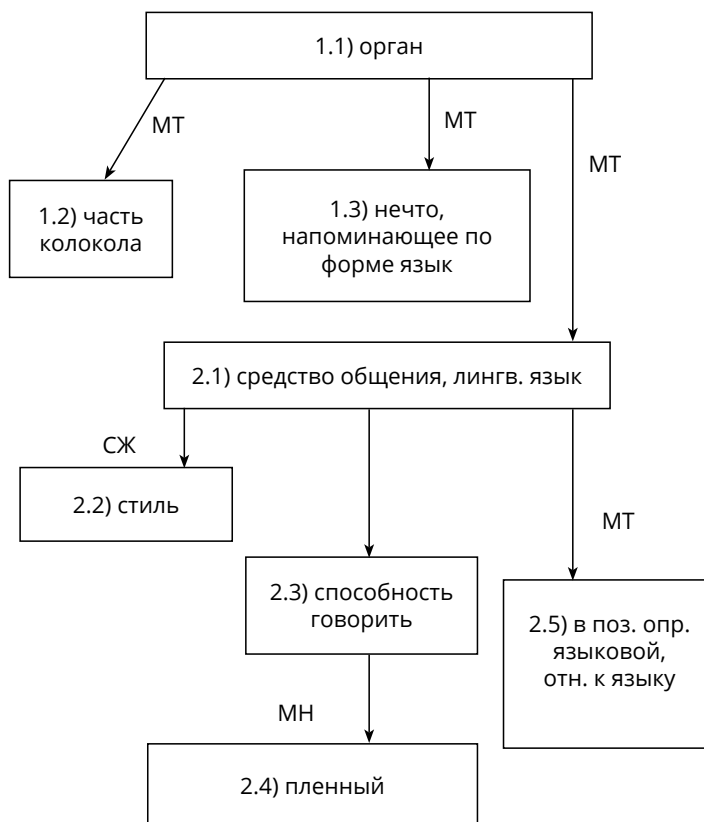 1.1) орган
МТ
МТ
МТ
1.2) часть
колокола
1.3) нечто,
напоминающее по
форме язык
2.1) средство общения, лингв. язык
СЖ
2.2) стиль
МТ
2.3) способность
говорить
2.5) в поз. опр.
языковой,
отн. к языку
МН
2.4) пленный